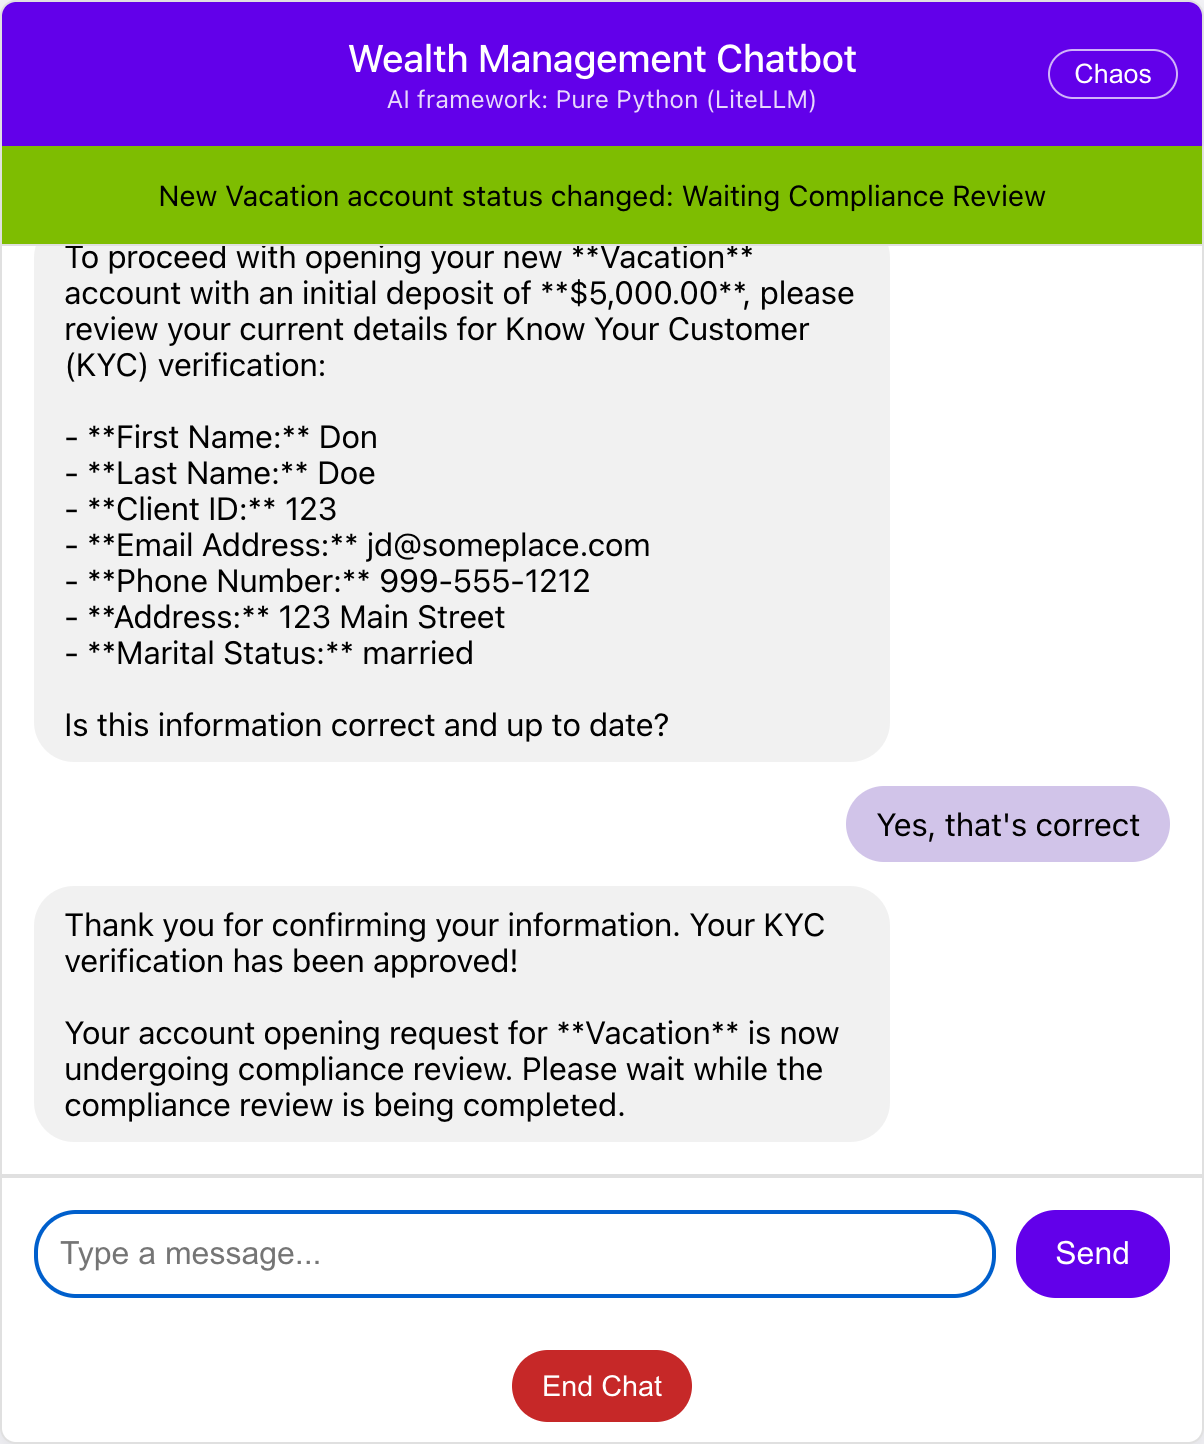 Wealth Management Chatbot
AI framework: Pure Python (LiteLLM)
Chaos
New Vacation account status changed: Waiting Compliance Review
To proceed with opening your new **Vacation**
account with an initial deposit of **$5,000.00**, please
review your current details for Know Your Customer
(KYC) verification:
- **First Name:** Don
- **Last Name:** Doe
- **Client ID:** 123
- **Email Address:** jd@someplace.com
- **Phone Number:** 999-555-1212
- **Address:** 123 Main Street
- **Marital Status:** married
Is this information correct and up to date?
Yes, that's correct
Thank you for confirming your information. Your KYC
verification has been approved!
Your account opening request for **Vacation** is now
undergoing compliance review. Please wait while the
compliance review is being completed.
Type a message...
Send
End Chat